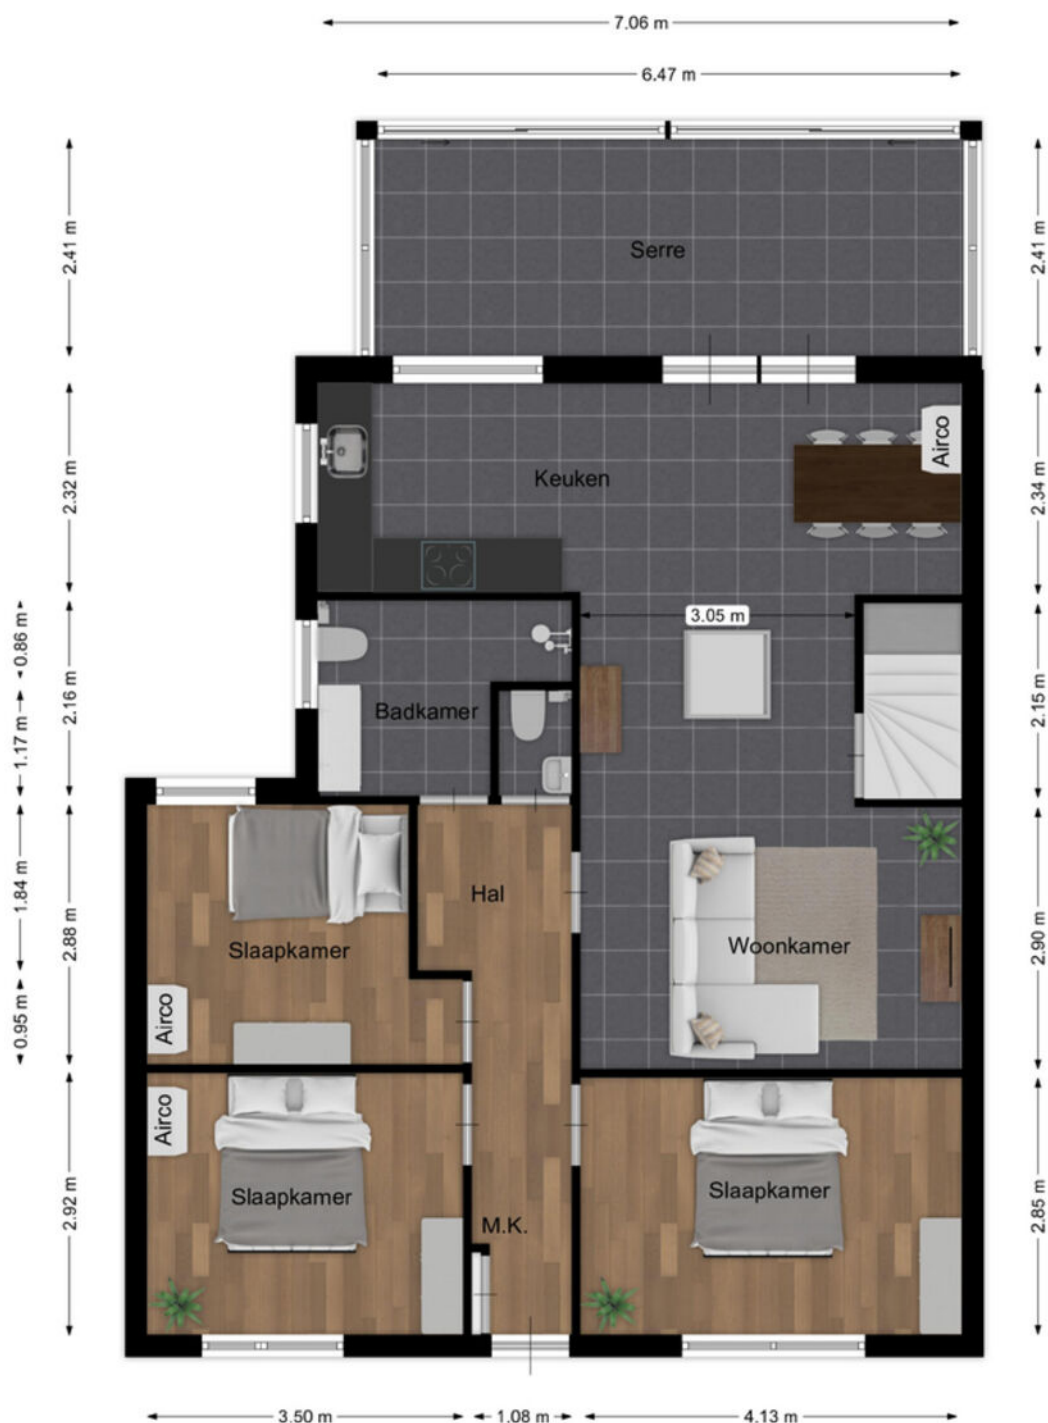 7.06 m
6.47 m
2.41 m
2.41 m
Serre
Airco
Keuken
2.32 m
2.34 m
3.05 m
0.86 m
2.16 m
2.15 m
Badkamer
1.17 m
Hal
1.84 m
2.88 m
Slaapkamer
Woonkamer
2.90 m
Airco
0.95 m
Airco
Slaapkamer
Slaapkamer
2.92 m
2.85 m
M.K.
3.50 m
1.08 m
4.13 m